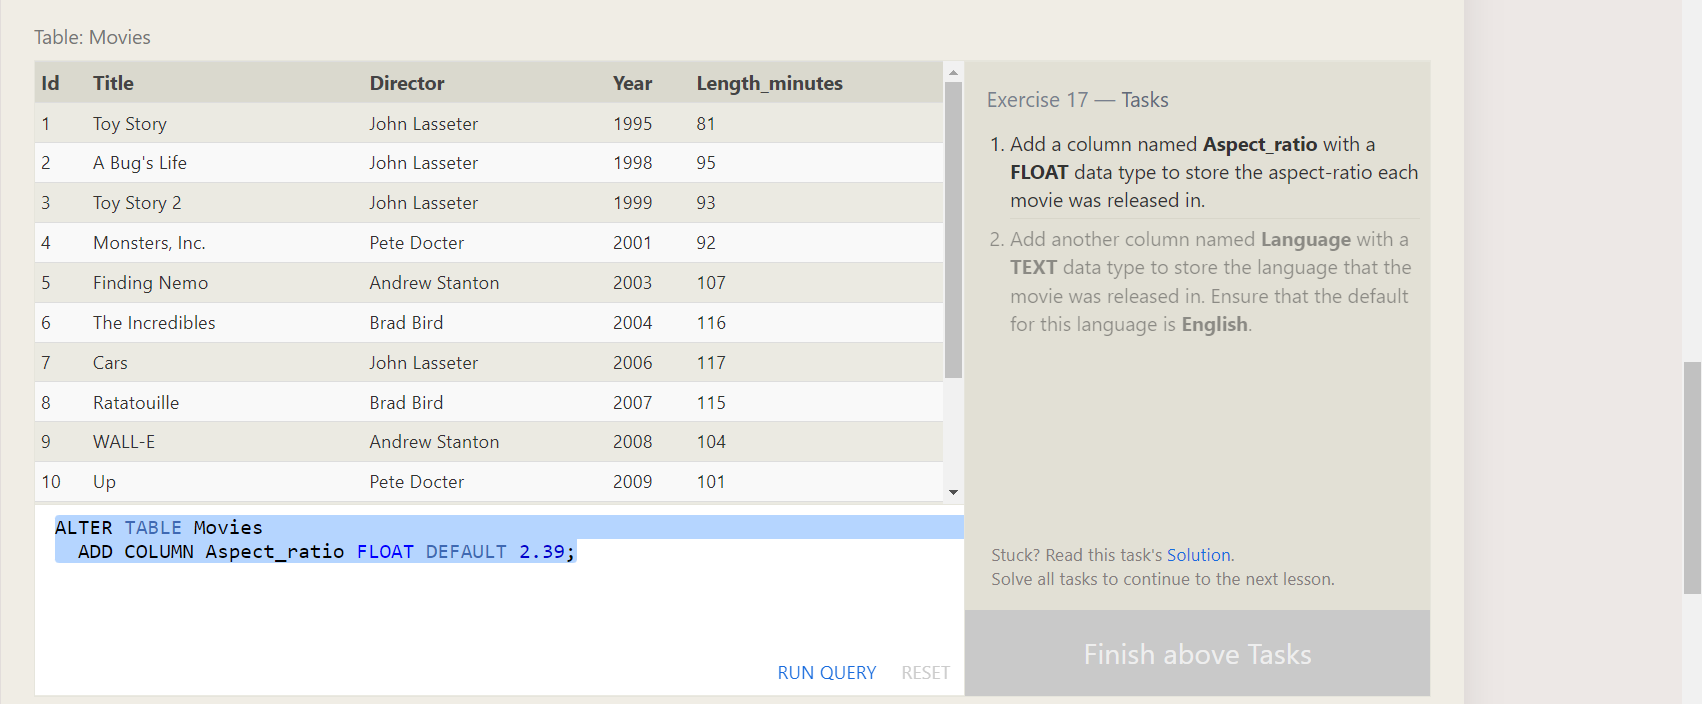 Table: Movies
Id Title Director Year Length_minutes
1 Toy Story John Lasseter 1995 81
2 A Bug's Life John Lasseter 1998 95
3 Toy Story 2 John Lasseter 1999 93
4 Monsters, Inc. Pete Docter 2001 92
5 Finding Nemo Andrew Stanton 2003 107
6 The Incredibles Brad Bird 2004 116
7 Cars John Lasseter 2006 117
8 Ratatouille Brad Bird 2007 115
9 WALL-E Andrew Stanton 2008 104
10 Up Pete Docter 2009 101
ALTER TABLE Movies
ADD COLUMN Aspect_ratio FLOAT DEFAULT 2.39;
RUN QUERY RESET
Exercise 17 — Tasks
1. Add a column named Aspect_ratio with a
FLOAT data type to store the aspect-ratio each
movie was released in.
2. Add another column named Language with a
TEXT data type to store the language that the
movie was released in. Ensure that the default
for this language is English.
Stuck? Read this task's Solution.
Solve all tasks to continue to the next lesson.
Finish above Tasks